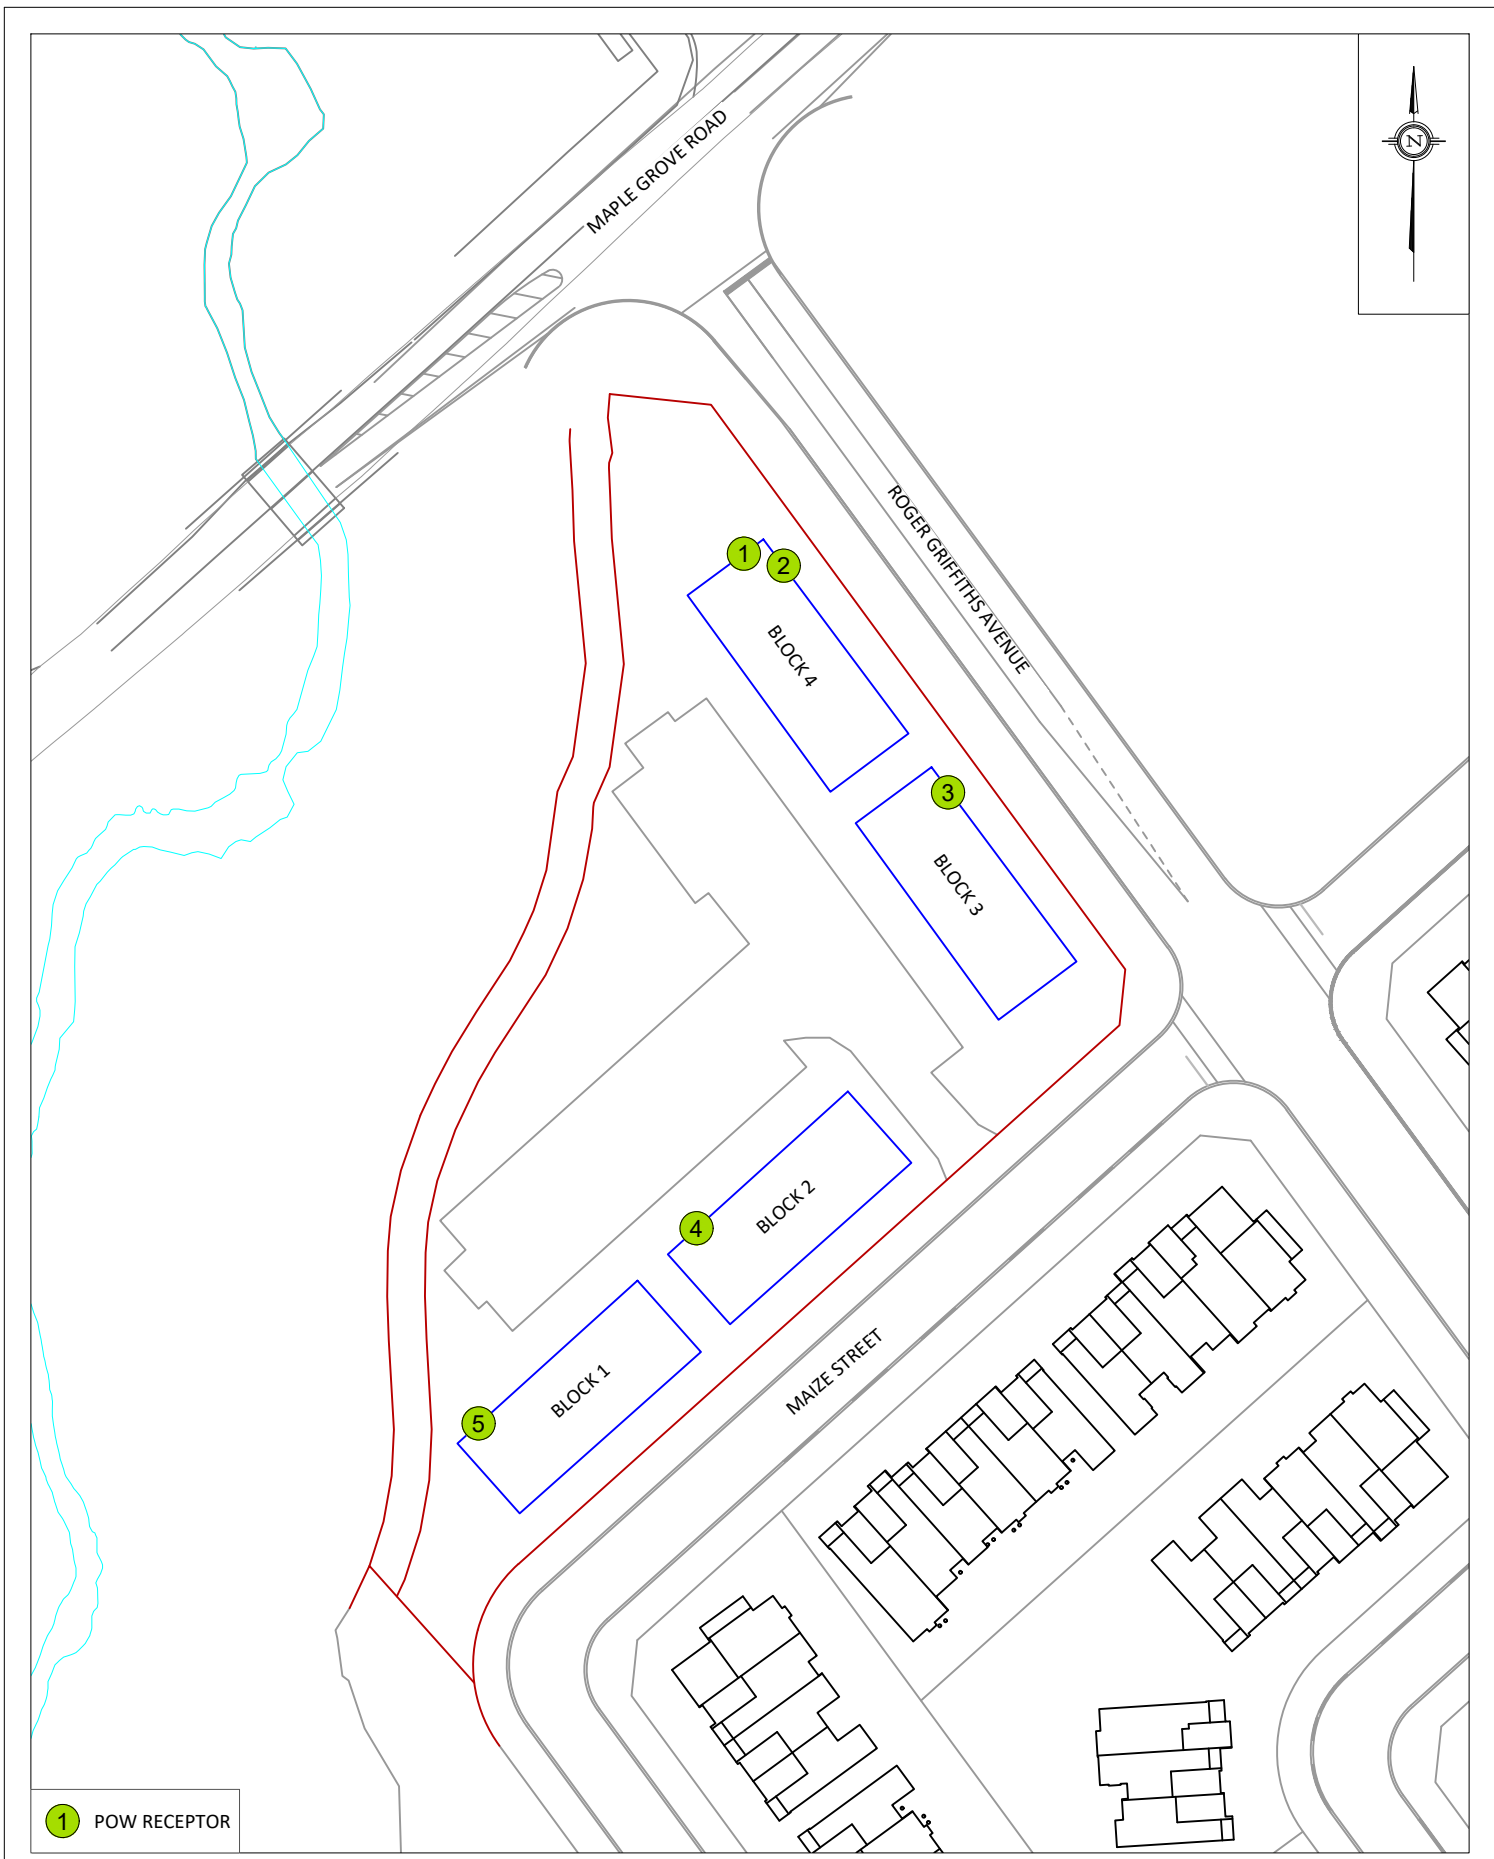 MAPLE GROVE ROAD
N
ROGER GRIFFITHS AVENUE
1
2
BLOCK 4
3
BLOCK 3
4
BLOCK 2
MAIZE STREET
5
BLOCK 1
1 POW RECEPTOR